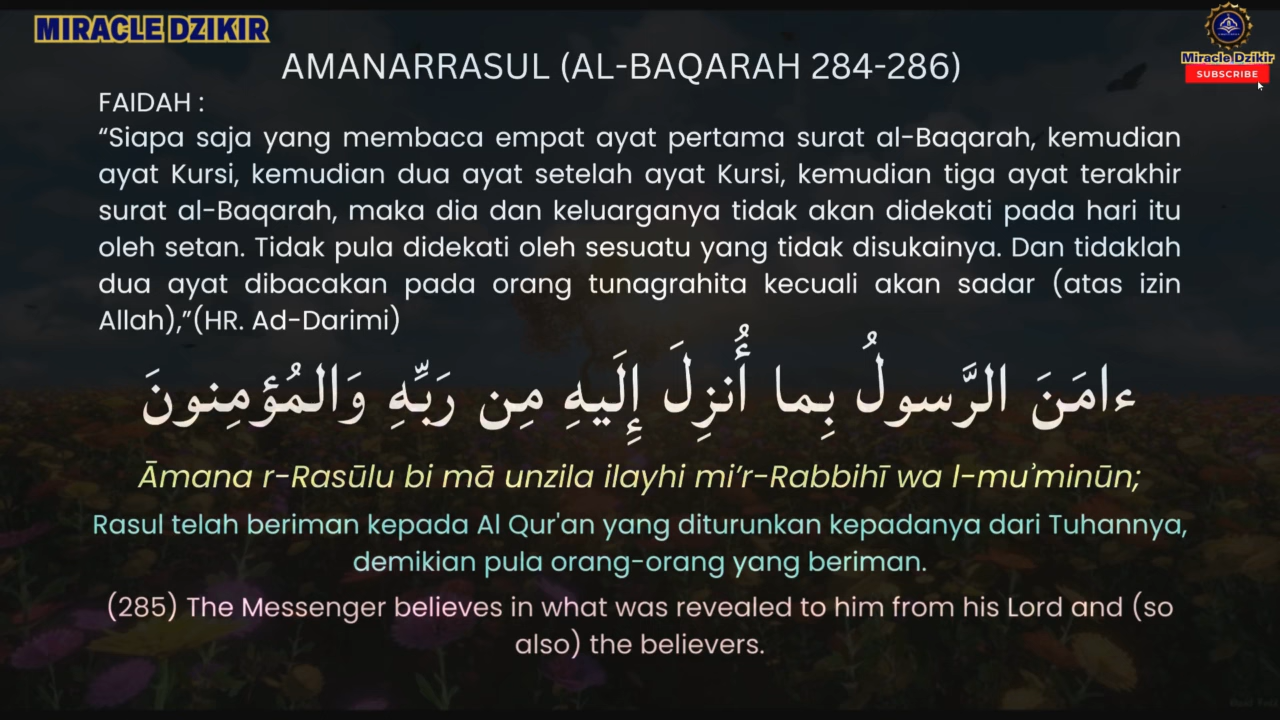 MIRACLE DZIKIR
Miracle Dzikir
SUBSCRIBE
AMANARRASUL (AL-BAQARAH 284-286)
FAIDAH :
“Siapa saja yang membaca empat ayat pertama surat al-Baqarah, kemudian
ayat Kursi, kemudian dua ayat setelah ayat Kursi, kemudian tiga ayat terakhir
surat al-Baqarah, maka dia dan keluarganya tidak akan didekati pada hari itu
oleh setan. Tidak pula didekati oleh sesuatu yang tidak disukainya. Dan tidaklah
dua ayat dibacakan pada orang tunagrahita kecuali akan sadar (atas izin
Allah),”(HR. Ad-Darimi)
ءامَنَ الرَّسولُ بِما أُنزِلَ إِلَيهِ مِن رَبِّهِ وَالمُؤمِنونَ
Āmana r-Rasūlu bi mā unzila ilayhi mi’r-Rabbihī wa l-mu’minūn;
Rasul telah beriman kepada Al Qur'an yang diturunkan kepadanya dari Tuhannya,
demikian pula orang-orang yang beriman.
(285) The Messenger believes in what was revealed to him from his Lord and (so
also) the believers.